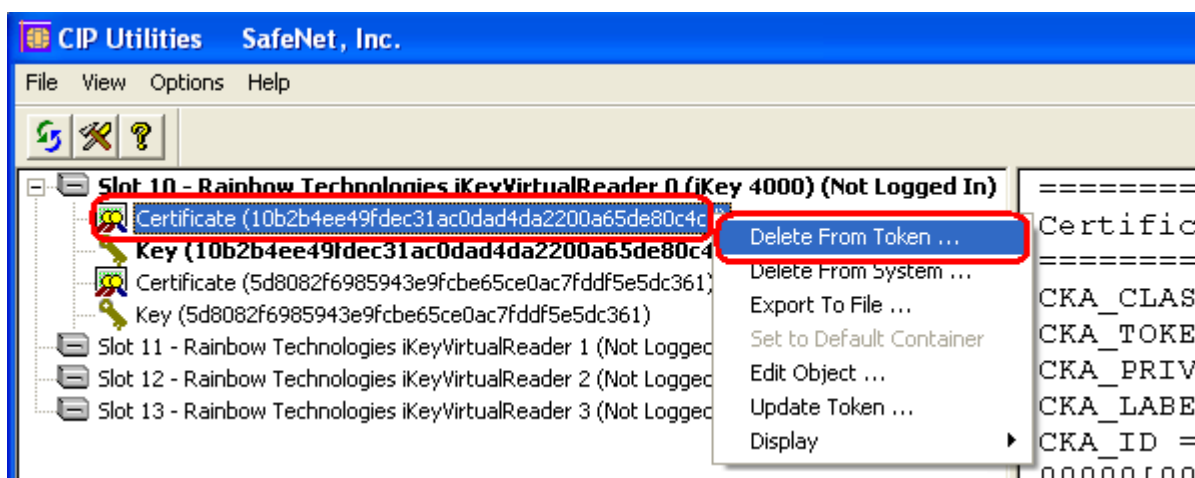 CIP Utilities SafeNet, Inc.
File View Options Help
Slot 10 - Rainbow Technologies iKeyVirtualReader 0 (iKey 4000) (Not Logged In)
Certificate (10b2b4ee49fdec31ac0dad4da2200a65de80c4c
Key (10b2b4ee49fdec31ac0dad4da2200a65de80c4
Certificate (5d8082f6985943e9fcbe65ce0ac7fddf5e5dc361)
Key (5d8082f6985943e9fcbe65ce0ac7fddf5e5dc361)
Slot 11 - Rainbow Technologies iKeyVirtualReader 1 (Not Logged
Slot 12 - Rainbow Technologies iKeyVirtualReader 2 (Not Logged
Slot 13 - Rainbow Technologies iKeyVirtualReader 3 (Not Logged
Delete From Token ...
Delete From System ...
Export To File ...
Set to Default Container
Edit Object ...
Update Token ...
Display
=========
Certific
=========
CKA_CLAS
CKA_TOKE
CKA_PRIV
CKA_LABE
CKA_ID =